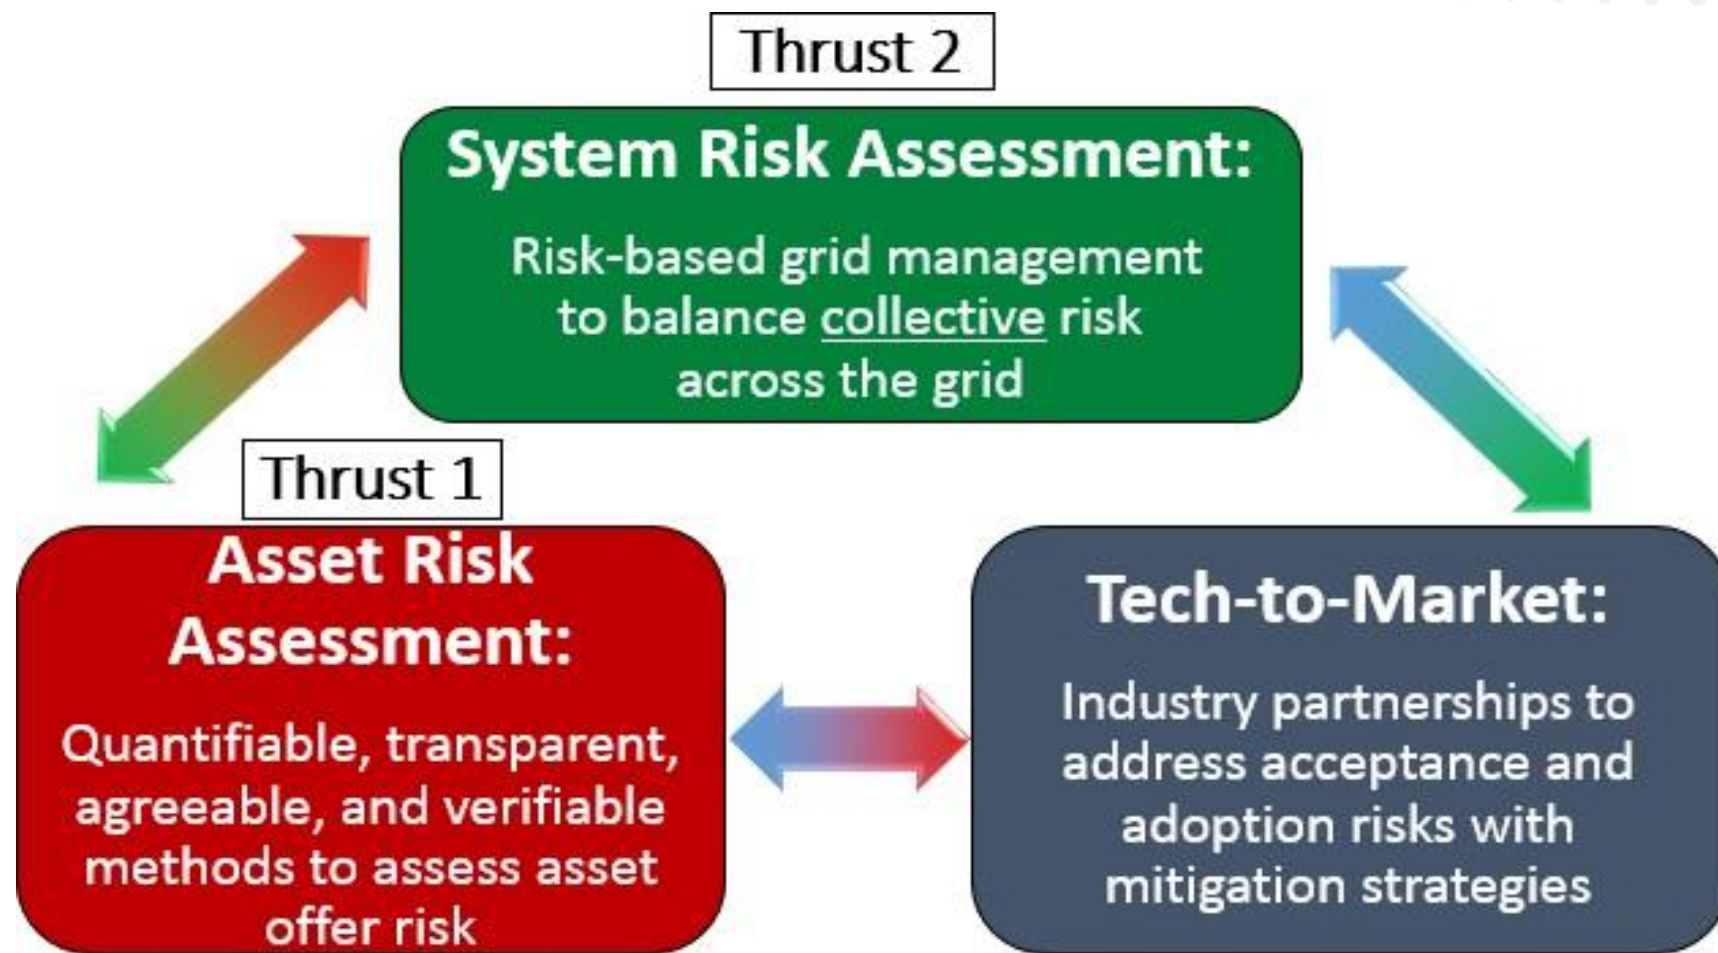 Thrust 2
System Risk Assessment:
Risk-based grid management
to balance collective risk
across the grid
Thrust 1
Asset Risk
Assessment:
Quantifiable, transparent,
agreeable, and verifiable
methods to assess asset
offer risk
Tech-to-Market:
Industry partnerships to
address acceptance and
adoption risks with
mitigation strategies